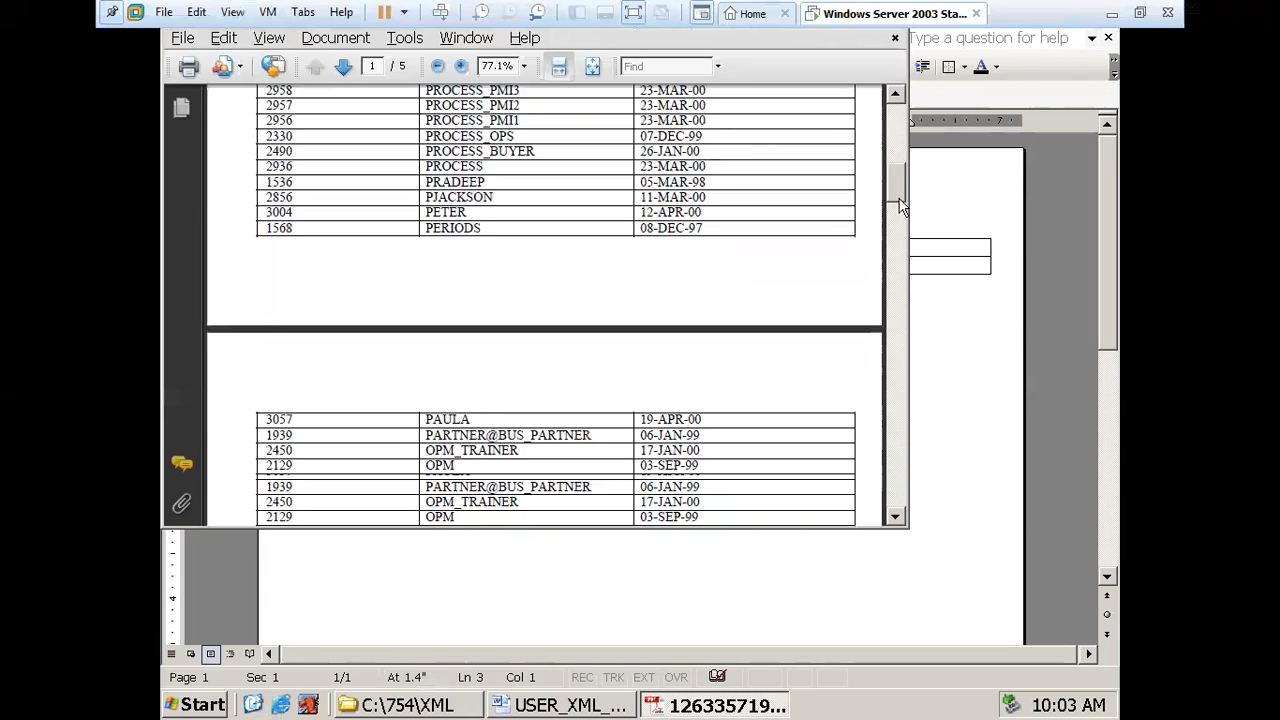 File Edit View VM Tabs Help Home × Windows Server 2003 Sta... ×
File Edit View Document Tools Window Help × Type a question for help × 
1 / 5 77.1% Find A
7
2958 PROCESS_PMI3 23-MAR-00
2957 PROCESS_PMI2 23-MAR-00
2956 PROCESS_PMI1 23-MAR-00
2330 PROCESS_OPS 07-DEC-99
2490 PROCESS_BUYER 26-JAN-00
2936 PROCESS 23-MAR-00
1536 PRADEEP 05-MAR-98
2856 PJACKSON 11-MAR-00
3004 PETER 12-APR-00
1568 PERIODS 08-DEC-97
3057 PAULA 19-APR-00
1939 PARTNER@BUS_PARTNER 06-JAN-99
2450 OPM_TRAINER 17-JAN-00
2129 OPM 03-SEP-99
1939 PARTNER@BUS_PARTNER 06-JAN-99
2450 OPM_TRAINER 17-JAN-00
2129 OPM 03-SEP-99
4
Page 1 Sec 1 1/1 At 1.4" Ln 3 Col 1 REC TRK EXT OVR
Start C:\754\XML USER_XML_... 126335719... 10:03 AM